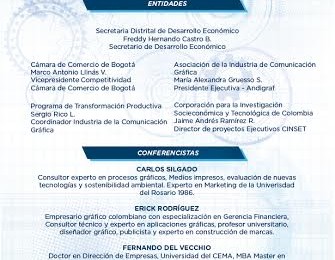 ENTIDADES
Secretaria Distrital de Desarrollo Económico
Freddy Hernando Castro B.
Secretario de Desarrollo Económico
Cámara de Comercio de Bogotá
Marco Antonio Llinás V.
Vicepresidente Competitividad
Cámara de Comercio de Bogotá
Asociación de la Industria de Comunicación
Gráfica
María Alexandra Gruesso S.
Presidente Ejecutiva - Andigraf
Programa de Transformación Productiva
Sergio Rico L.
Coordinador Industria de la Comunicación
Gráfica
Corporación para la Investigación
Socioeconómica y Tecnológica de Colombia
Jaime Andrés Ramírez R.
Director de proyectos Ejecutivos CINSET
CONFERENCISTAS
CARLOS SILGADO
Consultor experto en procesos gráficos, Medios impresos, evaluación de nuevas
tecnologías y sostenibilidad ambiental. Experto en Marketing de la Univerisdad
del Rosario 1986.
ERICK RODRÍGUEZ
Empresario gráfico colombiano con especialización en Gerencia Financiera,
Consultor técnico y experto en aplicaciones gráficas, profesor universitario,
diseñador gráfico, publicista y experto en construcción de marcas.
FERNANDO DEL VECCHIO
Doctor en Dirección de Empresas, Universidad del CEMA, MBA Master en